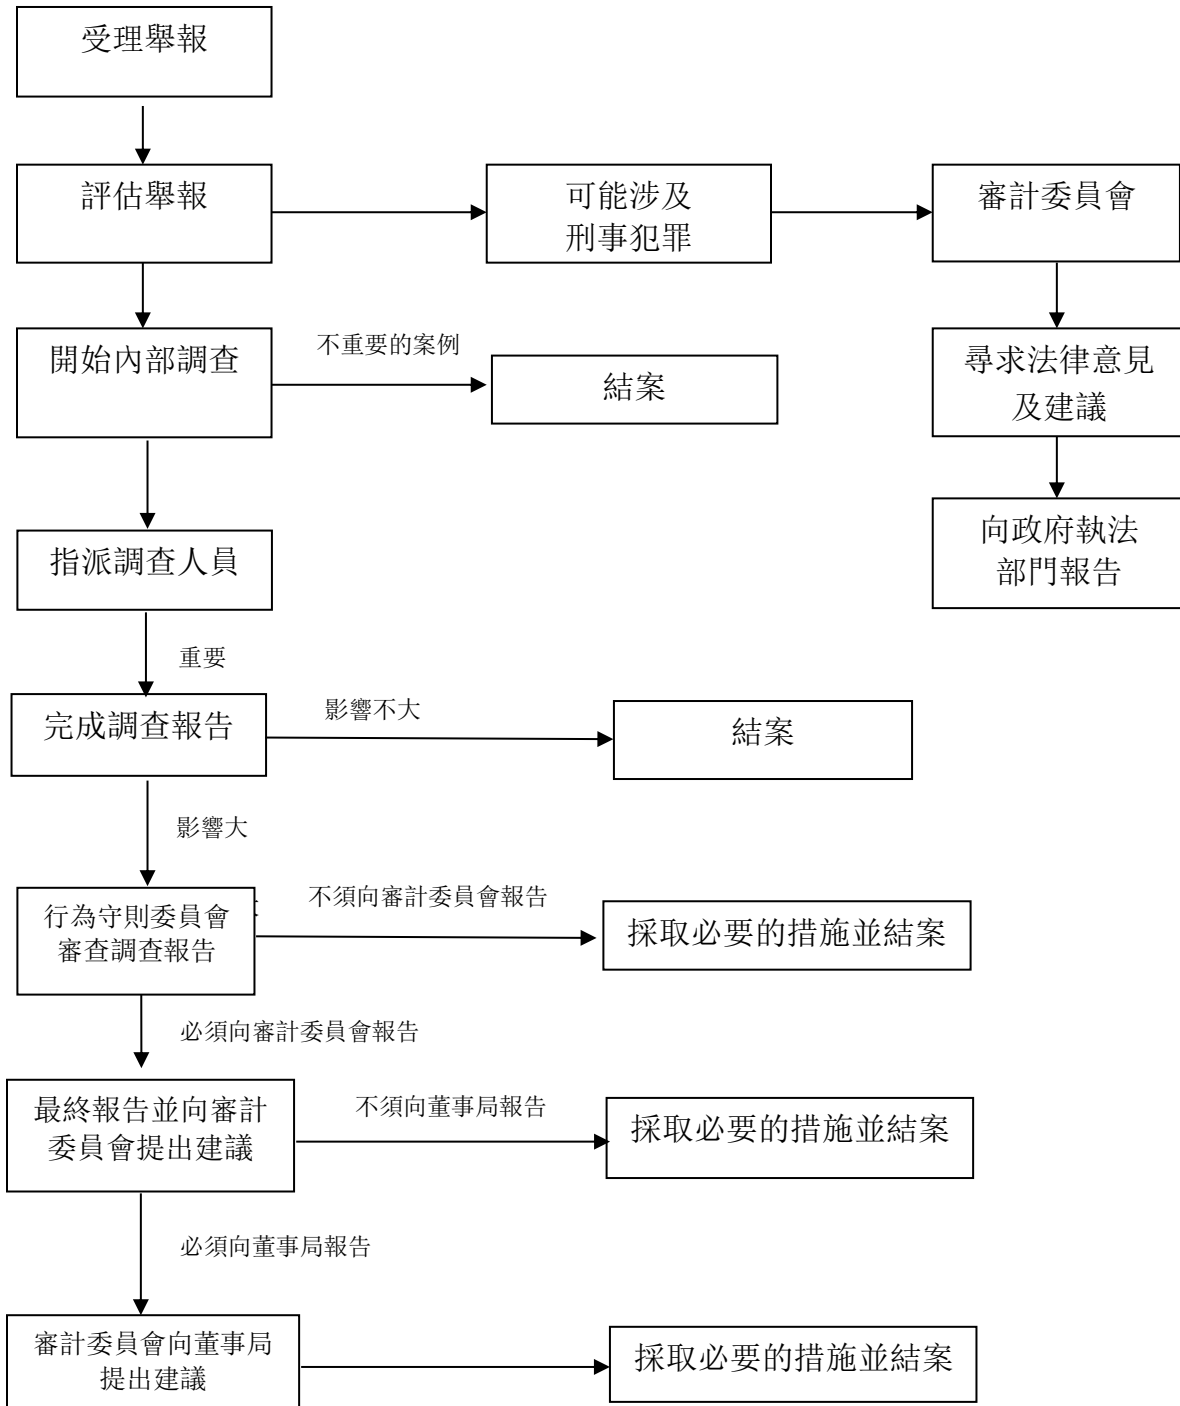 受理舉報
評估舉報
可能涉及
刑事犯罪
審計委員會
開始內部調查
不重要的案例
結案
尋求法律意見
及建議
指派調查人員
向政府執法
部門報告
重要
完成調查報告
影響不大
結案
影響大
行為守則委員會
審查調查報告
不須向審計委員會報告
採取必要的措施並結案
必須向審計委員會報告
最終報告並向審計
委員會提出建議
不須向董事局報告
採取必要的措施並結案
必須向董事局報告
審計委員會向董事局
提出建議
採取必要的措施並結案